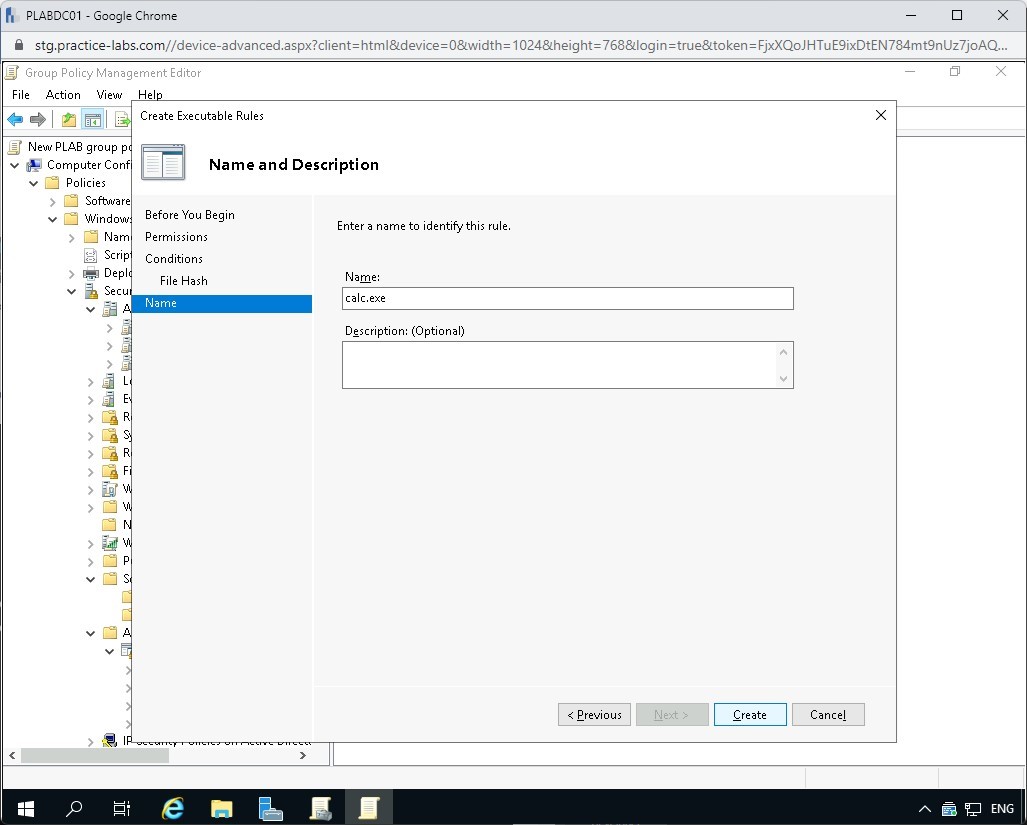 PLABDC01 - Google Chrome
stg.practice-labs.com//device-advanced.aspx?client=html&device=0&width=1024&height=768&login=true&token=FjxXQoJHTuE9ixDtEN784mt9nUz7joAQ...
Group Policy Management Editor
File Action View Help
Create Executable Rules
Name and Description
New PLAB group po
Computer Conf
Policies
Software
Windows
Nam
Script
Deplo
Secur
A
Lo
Ev
R
Sy
R
Fi
W
W
N
W
P
So
A
IP Security Policies on Active Direct
Before You Begin
Permissions
Conditions
File Hash
Name
Enter a name to identify this rule.
Name:
calc.exe
Description: (Optional)
< Previous
Next >
Create
Cancel
ENG